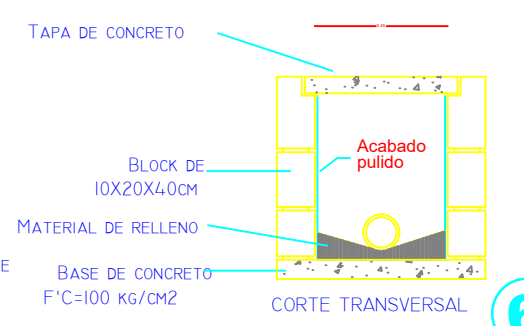 TAPA DE CONCRETO
Acabado
pulido
BLOCK DE
10X20X40CM
MATERIAL DE RELLENO
E
BASE DE CONCRETO
F'C=100 KG/CM2
CORTE TRANSVERSAL
6